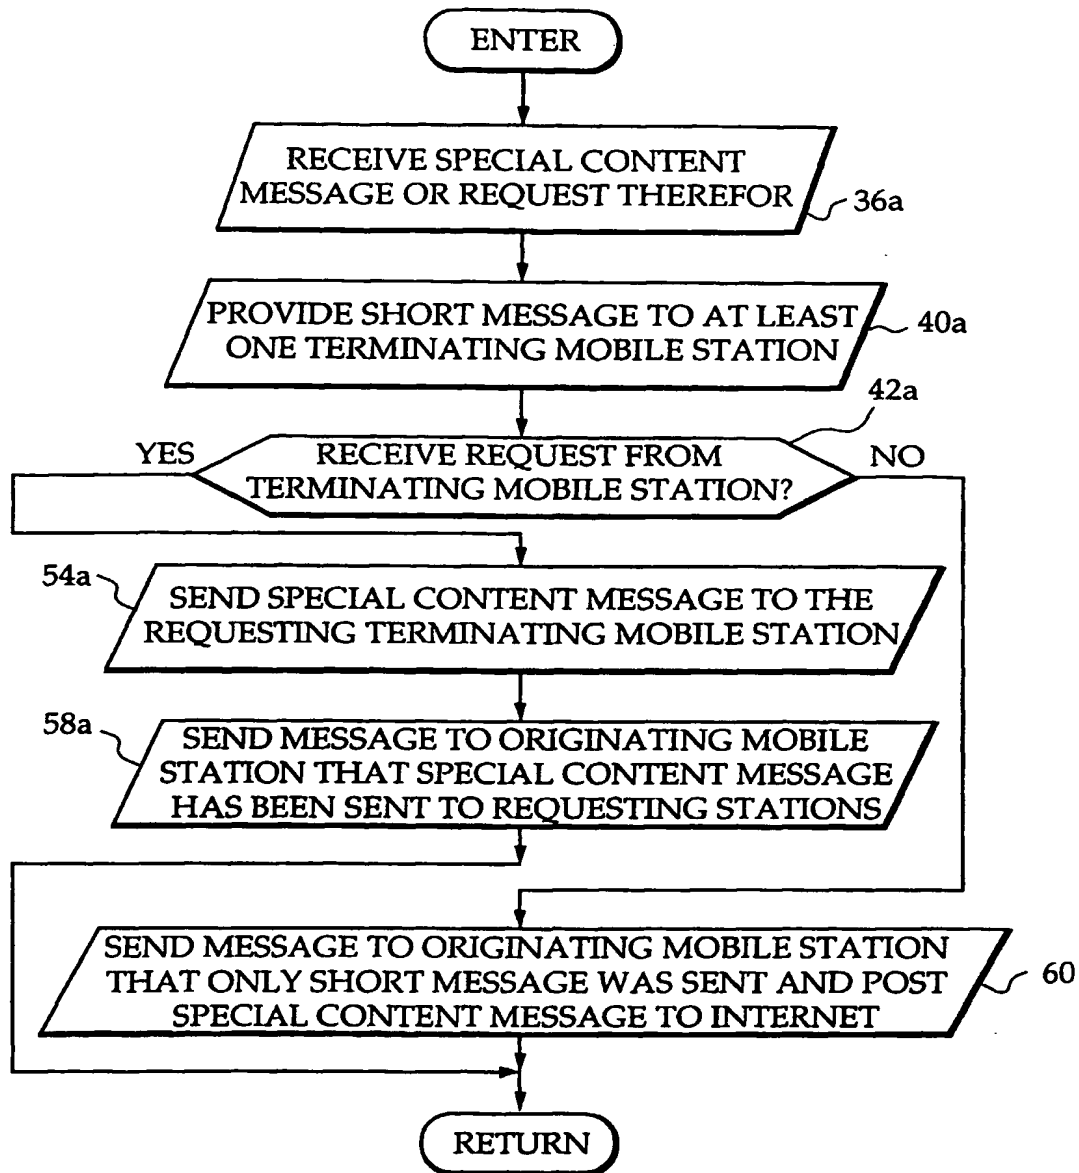 ENTER
RECEIVE SPECIAL CONTENT
MESSAGE OR REQUEST THEREFOR
36a
PROVIDE SHORT MESSAGE TO AT LEAST
ONE TERMINATING MOBILE STATION
40a
42a
YES
RECEIVE REQUEST FROM
TERMINATING MOBILE STATION?
NO
54a
SEND SPECIAL CONTENT MESSAGE TO THE
REQUESTING TERMINATING MOBILE STATION
58a
SEND MESSAGE TO ORIGINATING MOBILE
STATION THAT SPECIAL CONTENT MESSAGE
HAS BEEN SENT TO REQUESTING STATIONS
SEND MESSAGE TO ORIGINATING MOBILE STATION
THAT ONLY SHORT MESSAGE WAS SENT AND POST
SPECIAL CONTENT MESSAGE TO INTERNET
60
RETURN